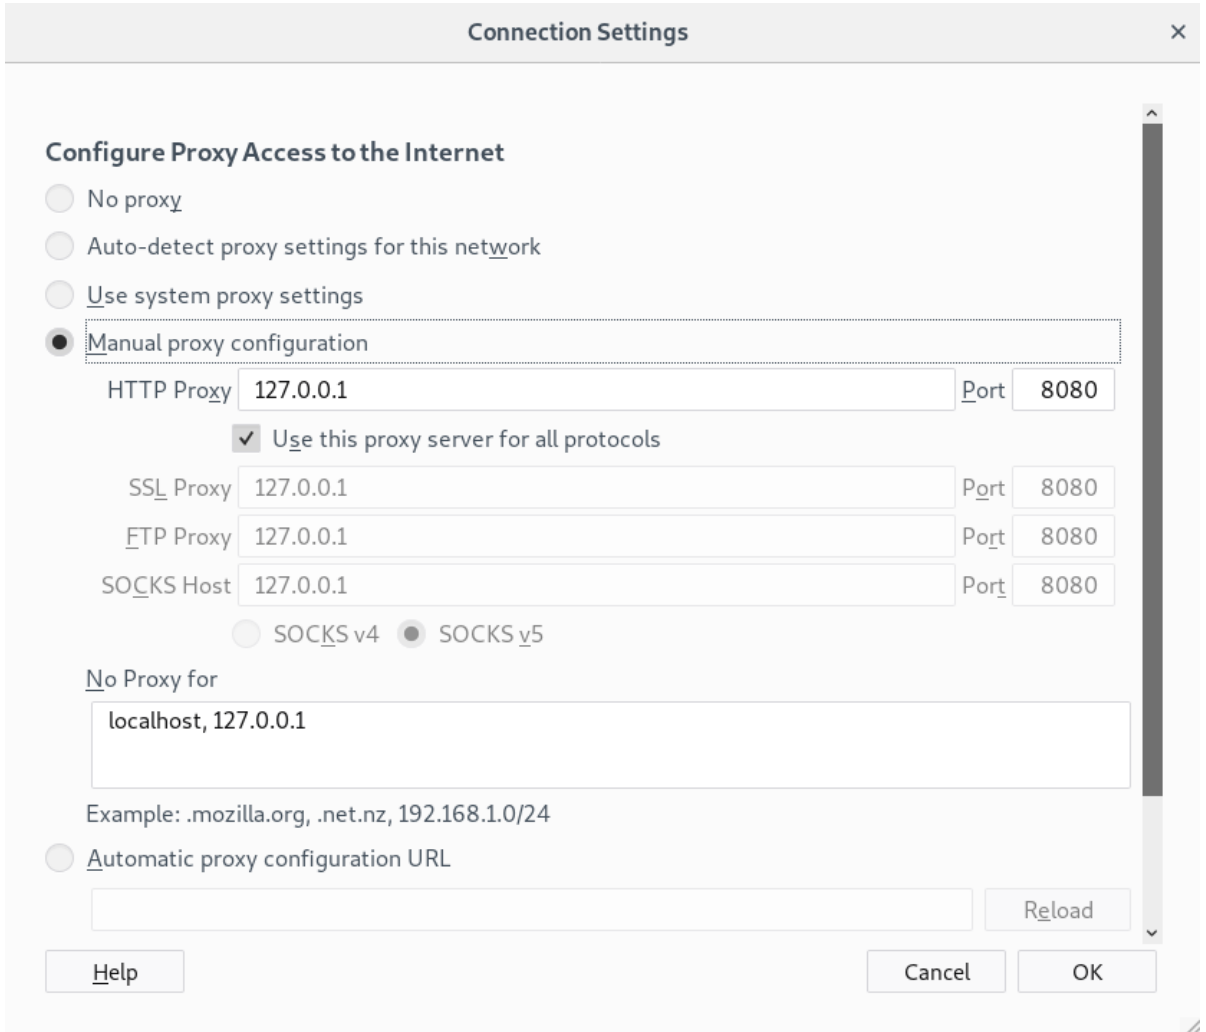 Connection Settings ×
Configure Proxy Access to the Internet
No proxy
Auto-detect proxy settings for this network
Use system proxy settings
Manual proxy configuration
HTTP Proxy 127.0.0.1 Port 8080
Use this proxy server for all protocols
SSL Proxy 127.0.0.1 Port 8080
FTP Proxy 127.0.0.1 Port 8080
SOCKS Host 127.0.0.1 Port 8080
SOCKS v4 SOCKS v5
No Proxy for
localhost, 127.0.0.1
Example: .mozilla.org, .net.nz, 192.168.1.0/24
Automatic proxy configuration URL
Reload
Help Cancel OK